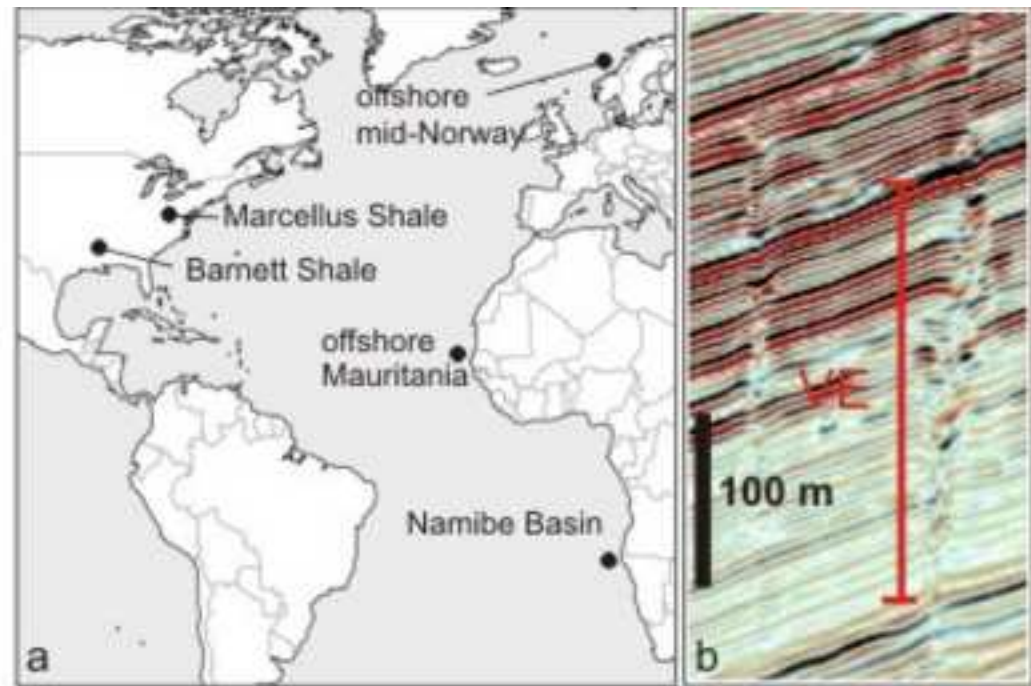 offshore
mid-Norway
Marcellus Shale
Barnett Shale
offshore
Mauritania
Namibe Basin
a
VE
100 m
b